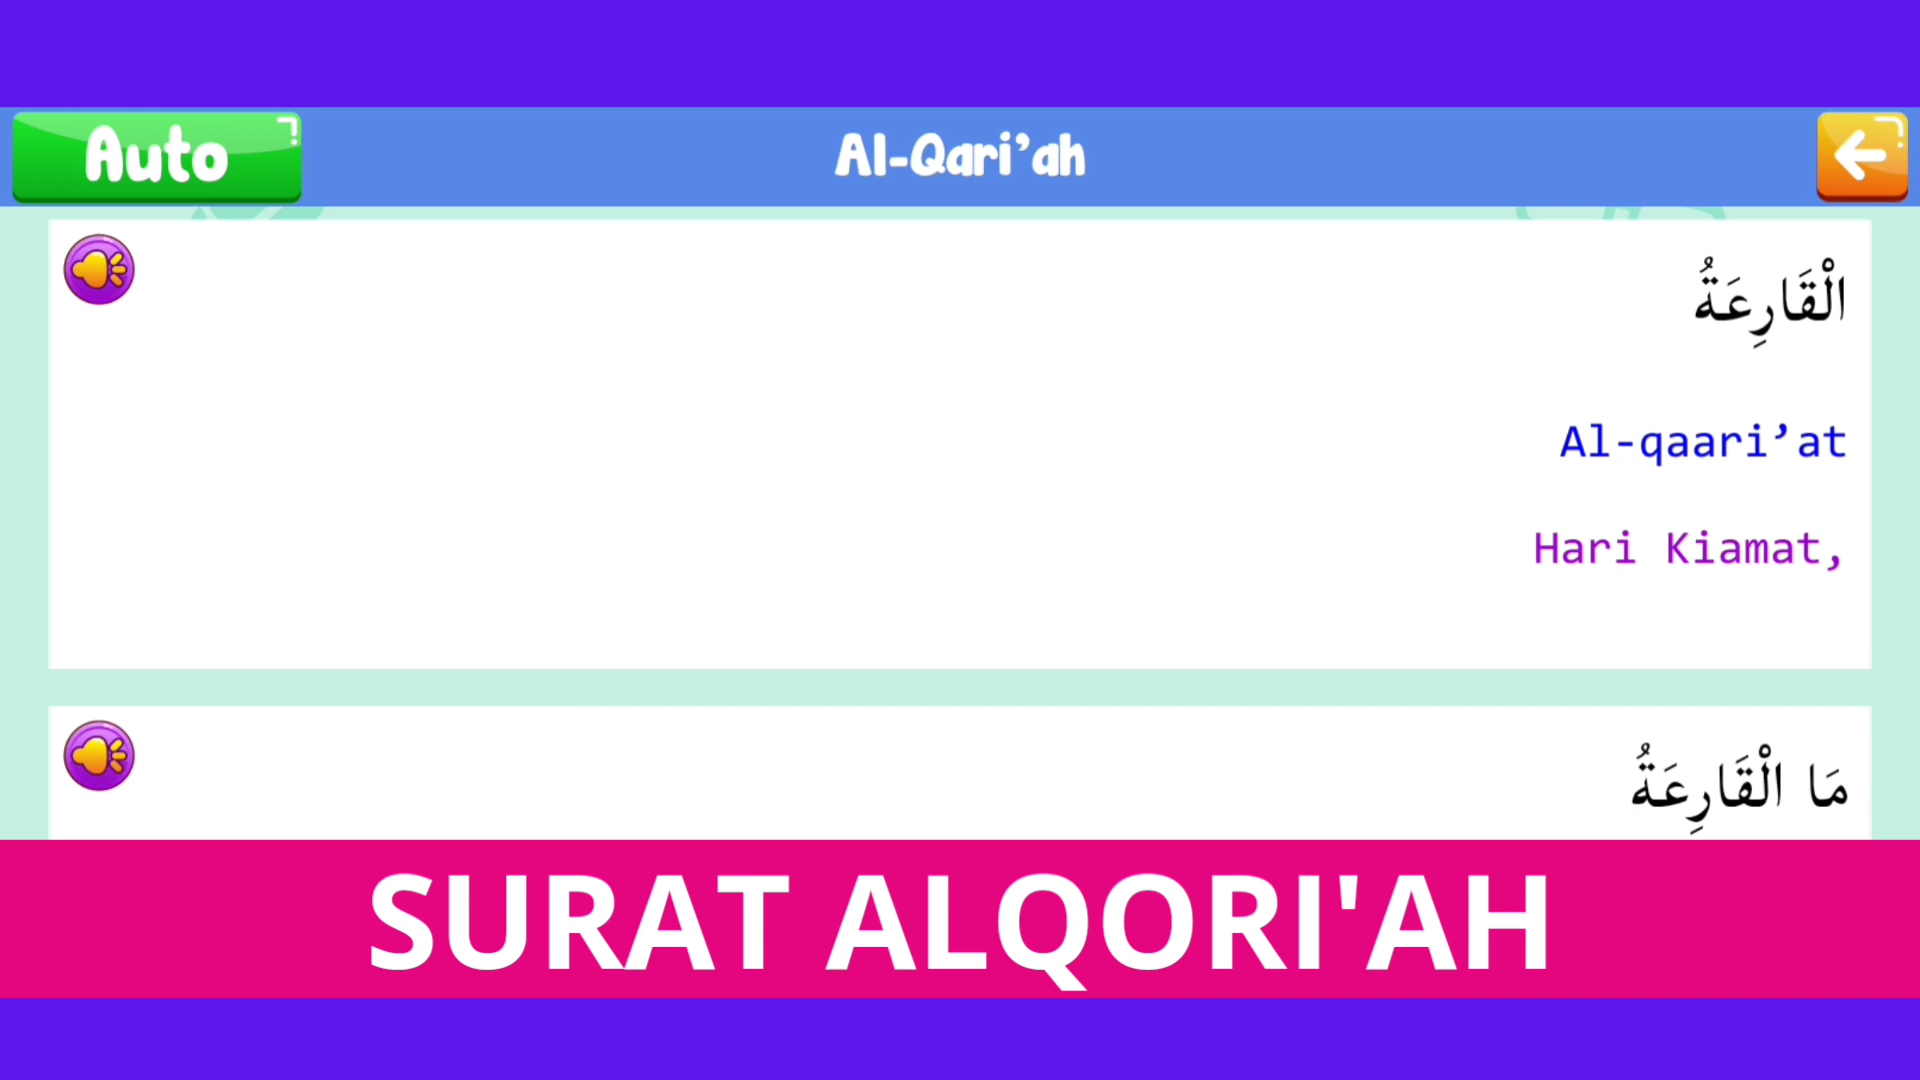 Auto
Al-Qari’ah
الْقَارِعَةُ
Al-qaari’at
Hari Kiamat,
مَا الْقَارِعَةُ
SURAT ALQORI'AH